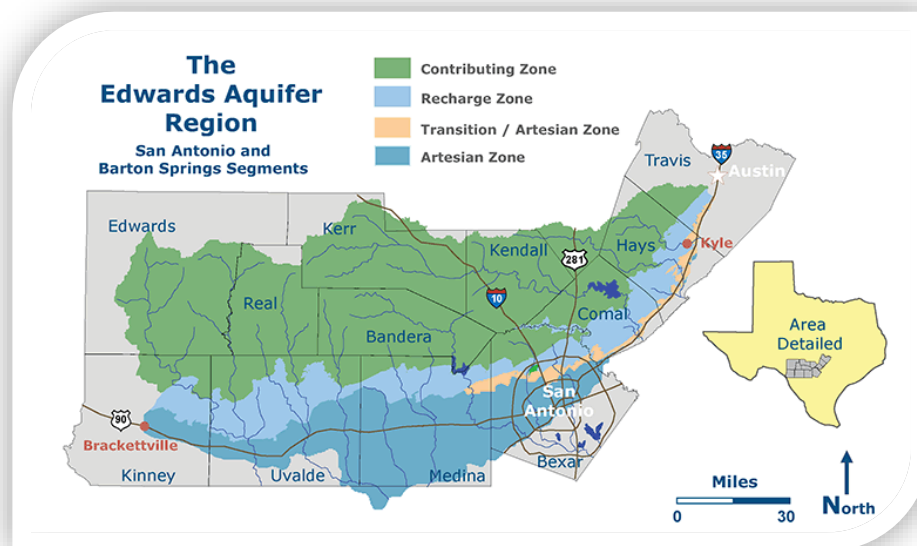 The
Edwards Aquifer
Region
San Antonio and
Barton Springs Segments
Contributing Zone
Recharge Zone
Transition / Artesian Zone
Artesian Zone
35
Travis
Austin
Edwards
Kerr
Kendall
Hays
Kyle
281
Real
10
Comal
Bandera
Area
Detailed
San
Antonio
90
Brackettville
Kinney
Uvalde
Medina
Bexar
Miles
0
30
North